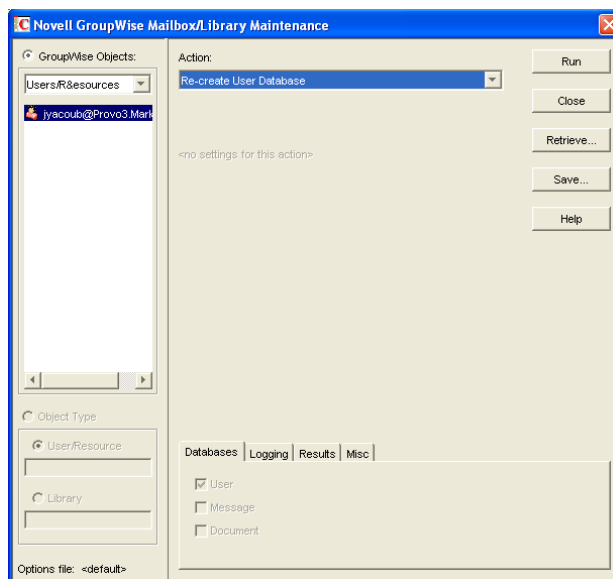 Novell GroupWise Mailbox/Library Maintenance
GroupWise Objects:
Users/R&esources
jyacoub@Provo3.Mark
Object Type
User/Resource
Library
Options file: <default>
Action:
Re-create User Database
<no settings for this action>
Databases
Logging
Results
Misc
User
Message
Document
Run
Close
Retrieve...
Save...
Help